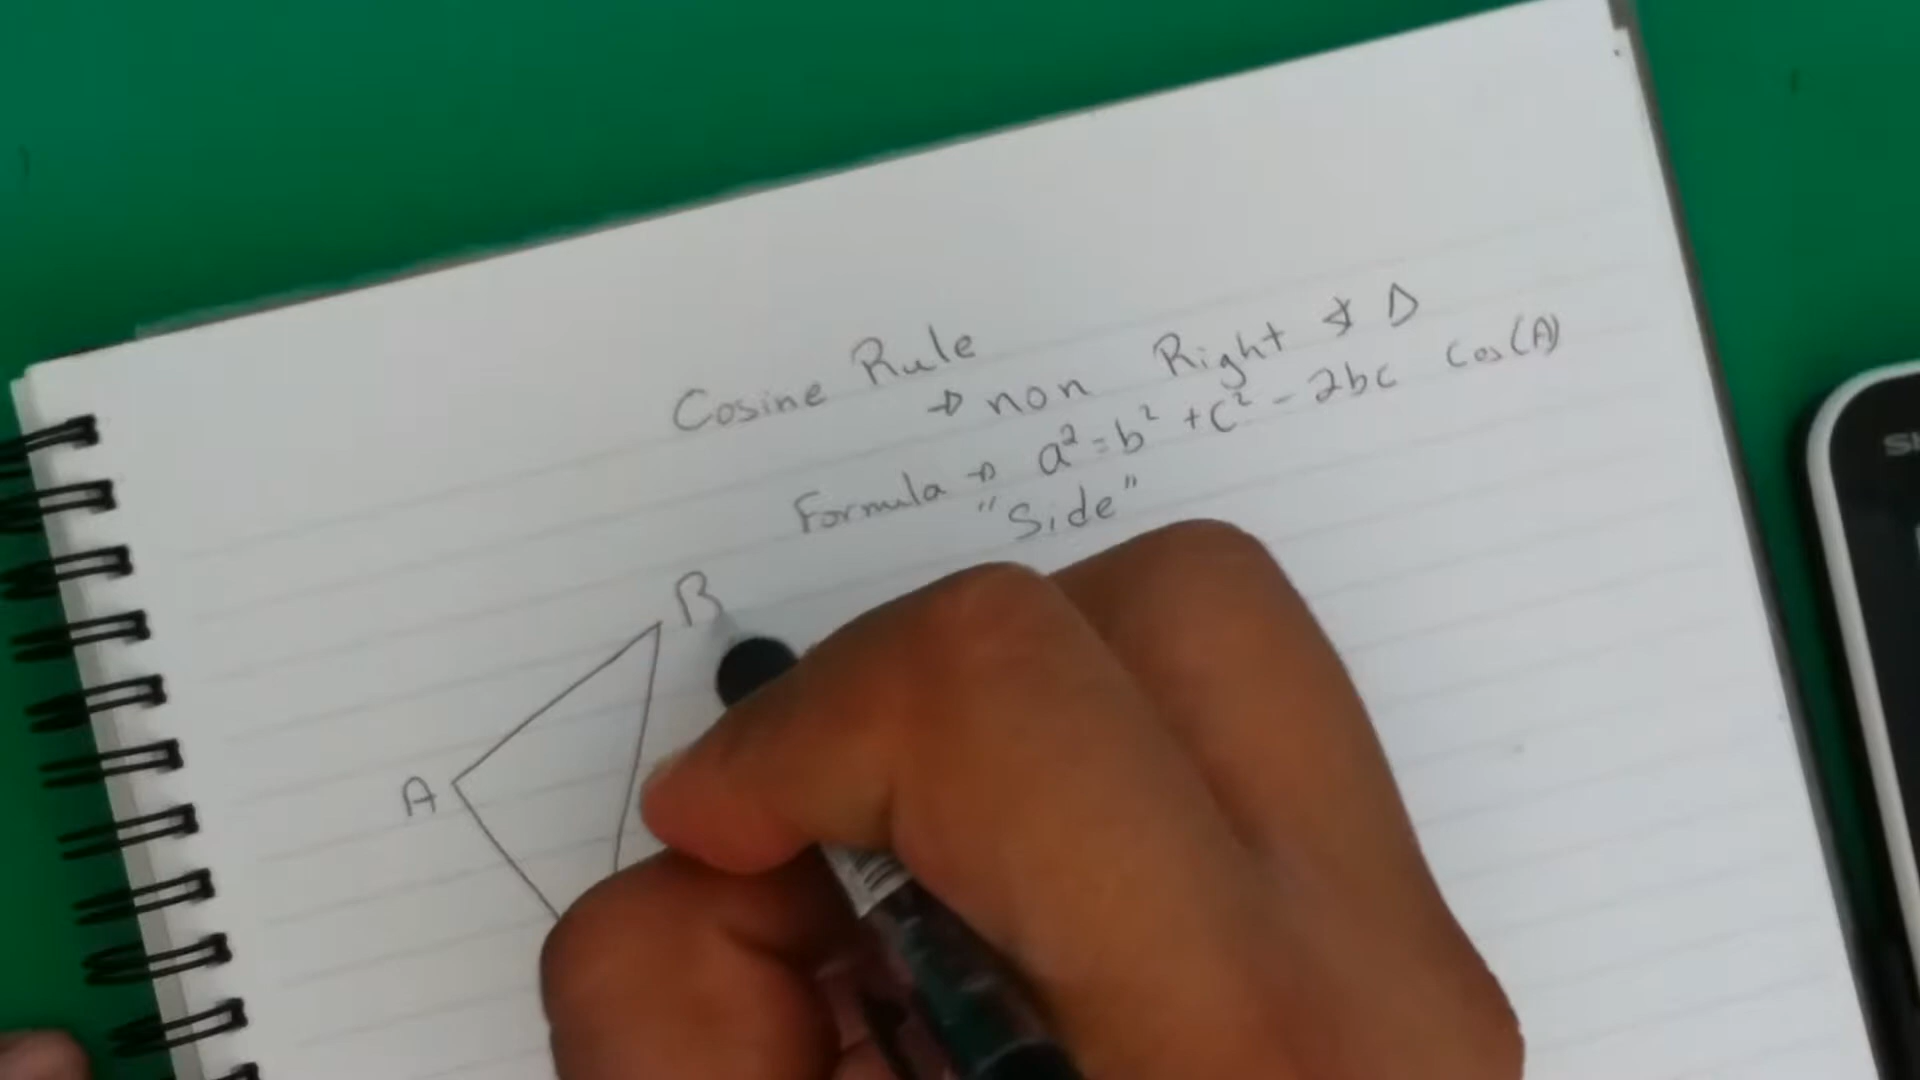 Cosine Rule
→ non Right ∡ Δ
Formula → a² = b² + c² - 2bc cos(A)
"Side"
B
A